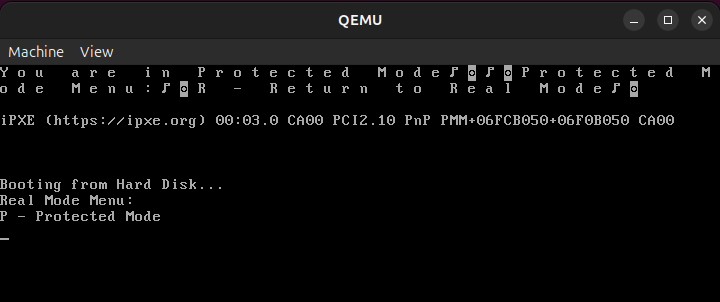 QEMU
Machine View
You are in Protected Mode♪◙♪◙Protected M
ode Menu:♪◙R - Return to Real Mode♪◙
iPXE (https://ipxe.org) 00:03.0 CA00 PCI2.10 PnP PMM+06FCB050+06F0B050 CA00
Booting from Hard Disk...
Real Mode Menu:
P - Protected Mode
_